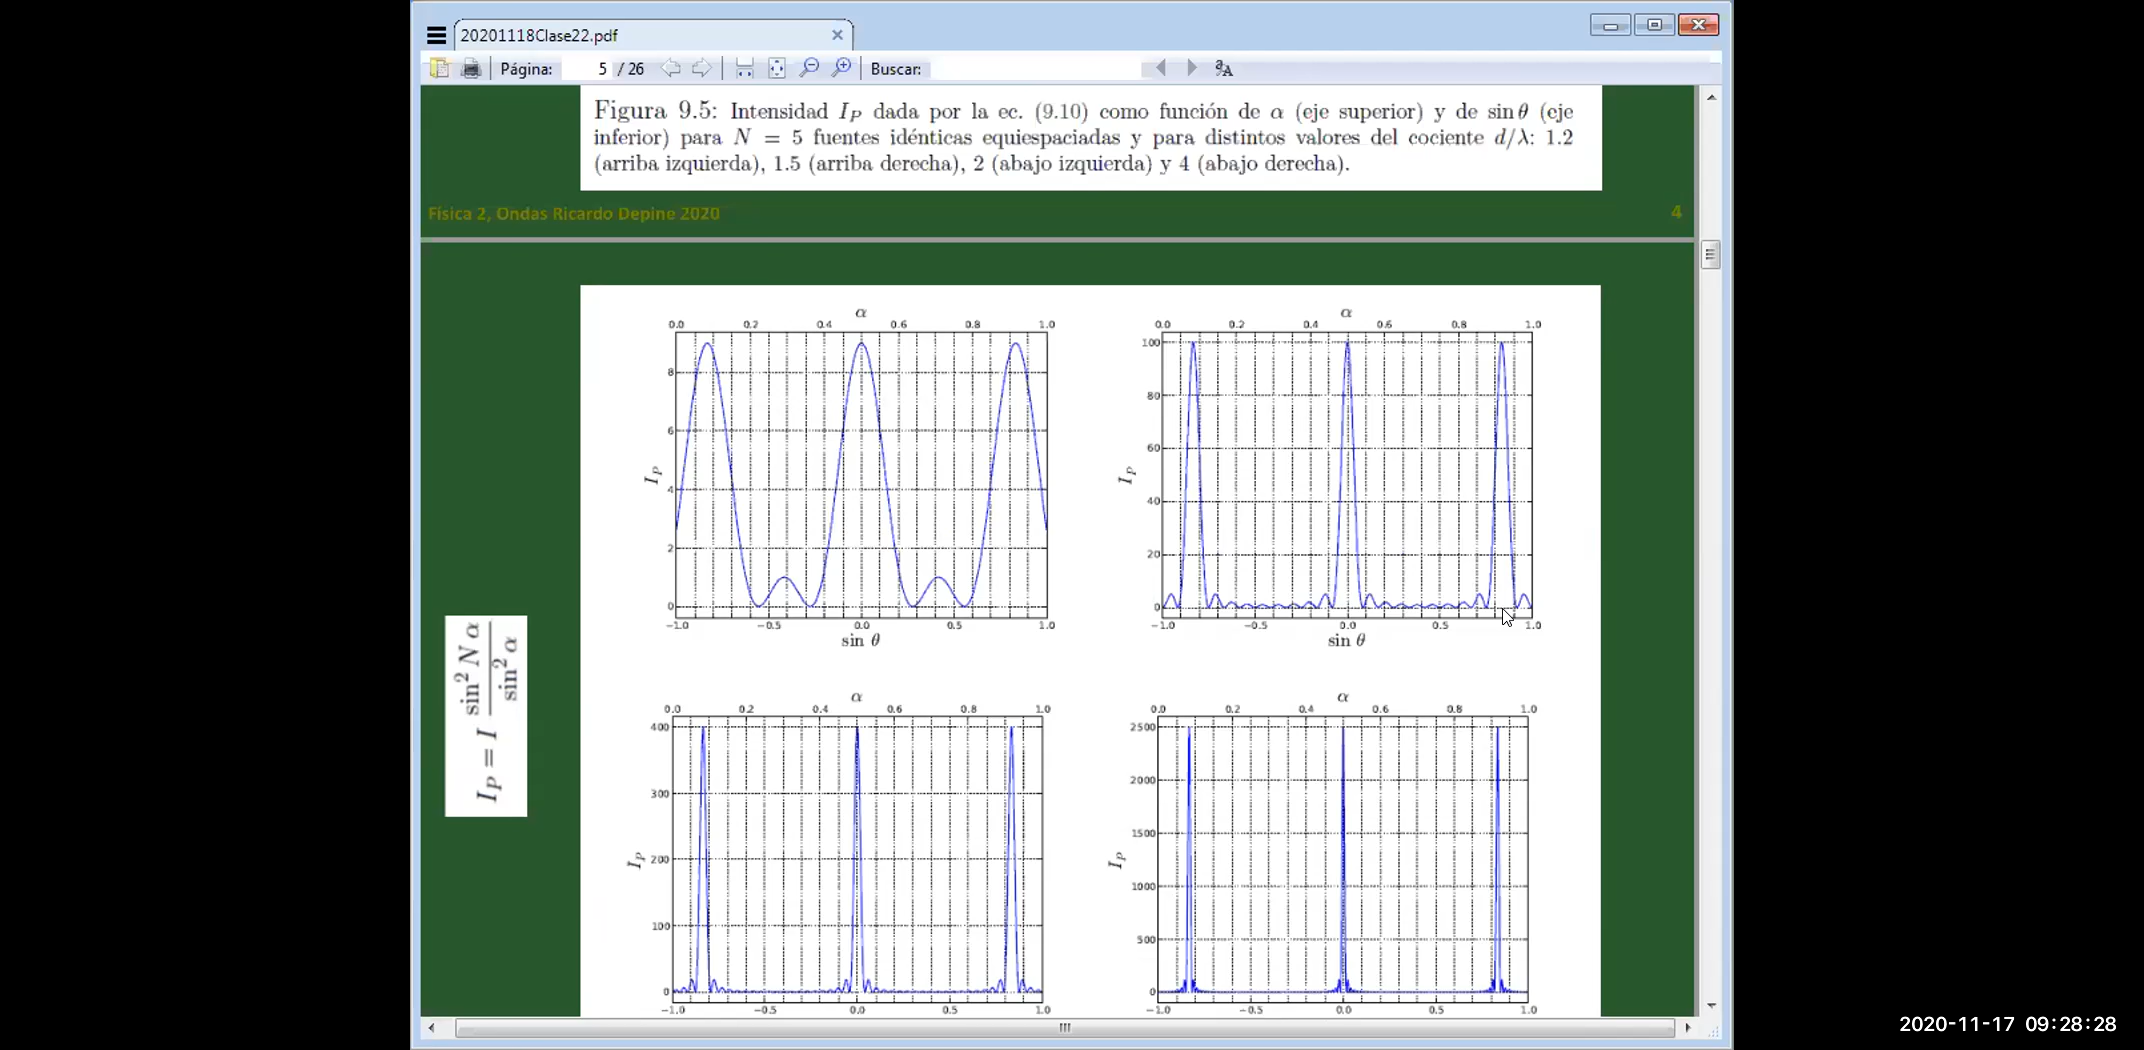 20201118Clase22.pdf
Página: 5 / 26 Buscar:
Figura 9.5: Intensidad I_P dada por la ec. (9.10) como función de α (eje superior) y de sin θ (eje
inferior) para N = 5 fuentes idénticas equiespaciadas y para distintos valores del cociente d/λ: 1.2
(arriba izquierda), 1.5 (arriba derecha), 2 (abajo izquierda) y 4 (abajo derecha).
Física 2, Ondas Ricardo Depine 2020 4
I_P = I sin² N α / sin² α
α
0.0 0.2 0.4 0.6 0.8 1.0
8
6
4
2
0
I_P
−1.0 −0.5 0.0 0.5 1.0
sin θ
α
0.0 0.2 0.4 0.6 0.8 1.0
100
80
60
40
20
0
I_P
−1.0 −0.5 0.0 0.5 1.0
sin θ
α
0.0 0.2 0.4 0.6 0.8 1.0
400
300
200
100
0
I_P
−1.0 −0.5 0.0 0.5 1.0
α
0.0 0.2 0.4 0.6 0.8 1.0
2500
2000
1500
1000
500
0
I_P
−1.0 −0.5 0.0 0.5 1.0
2020-11-17 09:28:28